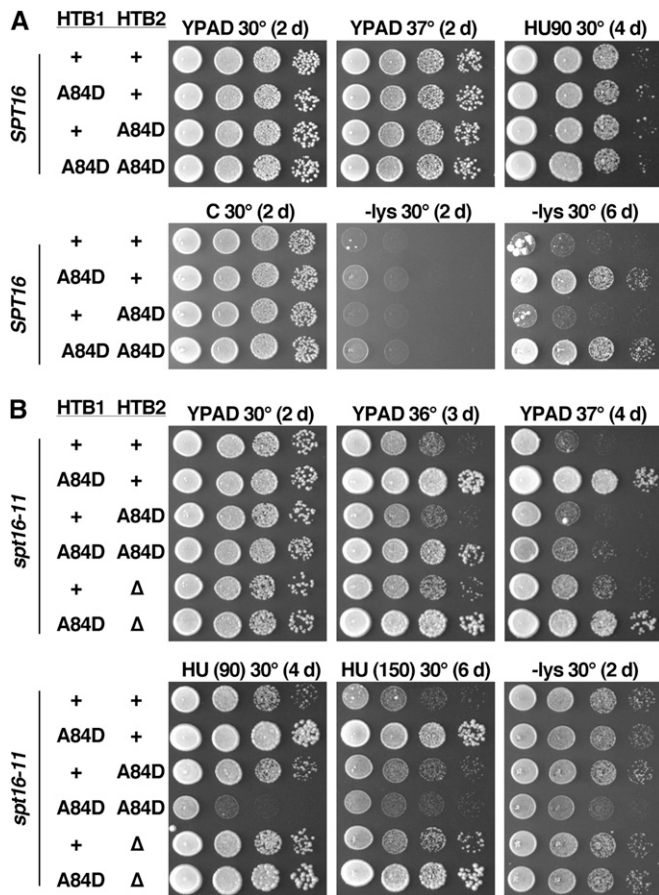 A
HTB1 HTB2
YPAD 30° (2 d) YPAD 37° (2 d) HU90 30° (4 d)
SPT16
+ +
A84D +
+ A84D
A84D A84D
C 30° (2 d) -lys 30° (2 d) -lys 30° (6 d)
SPT16
+ +
A84D +
+ A84D
A84D A84D
B
HTB1 HTB2
YPAD 30° (2 d) YPAD 36° (3 d) YPAD 37° (4 d)
spt16-11
+ +
A84D +
+ A84D
A84D A84D
+ Δ
A84D Δ
HU (90) 30° (4 d) HU (150) 30° (6 d) -lys 30° (2 d)
spt16-11
+ +
A84D +
+ A84D
A84D A84D
+ Δ
A84D Δ